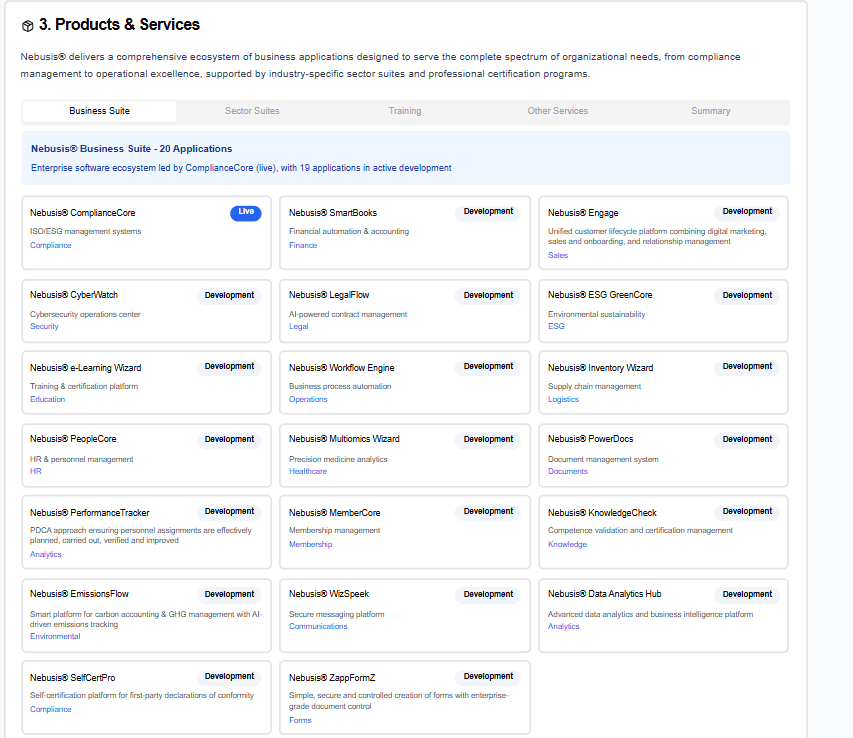 3. Products & Services
Nebusis® delivers a comprehensive ecosystem of business applications designed to serve the complete spectrum of organizational needs, from compliance
management to operational excellence, supported by industry-specific sector suites and professional certification programs.
Business Suite
Sector Suites
Training
Other Services
Summary
Nebusis® Business Suite - 20 Applications
Enterprise software ecosystem led by ComplianceCore (live), with 19 applications in active development
Nebusis® ComplianceCore
Live
ISO/ESG management systems
Compliance
Nebusis® SmartBooks
Development
Financial automation & accounting
Finance
Nebusis® Engage
Development
Unified customer lifecycle platform combining digital marketing,
sales and onboarding, and relationship management
Sales
Nebusis® CyberWatch
Development
Cybersecurity operations center
Security
Nebusis® LegalFlow
Development
AI-powered contract management
Legal
Nebusis® ESG GreenCore
Development
Environmental sustainability
ESG
Nebusis® e-Learning Wizard
Development
Training & certification platform
Education
Nebusis® Workflow Engine
Development
Business process automation
Operations
Nebusis® Inventory Wizard
Development
Supply chain management
Logistics
Nebusis® PeopleCore
Development
HR & personnel management
HR
Nebusis® Multiomics Wizard
Development
Precision medicine analytics
Healthcare
Nebusis® PowerDocs
Development
Document management system
Documents
Nebusis® PerformanceTracker
Development
PDCA approach ensuring personnel assignments are effectively
planned, carried out, verified and improved
Analytics
Nebusis® MemberCore
Development
Membership management
Membership
Nebusis® KnowledgeCheck
Development
Competence validation and certification management
Knowledge
Nebusis® EmissionsFlow
Development
Smart platform for carbon accounting & GHG management with AI-
driven emissions tracking
Environmental
Nebusis® WizSpeek
Development
Secure messaging platform
Communications
Nebusis® Data Analytics Hub
Development
Advanced data analytics and business intelligence platform
Analytics
Nebusis® SelfCertPro
Development
Self-certification platform for first-party declarations of conformity
Compliance
Nebusis® ZappFormZ
Development
Simple, secure and controlled creation of forms with enterprise-
grade document control
Forms